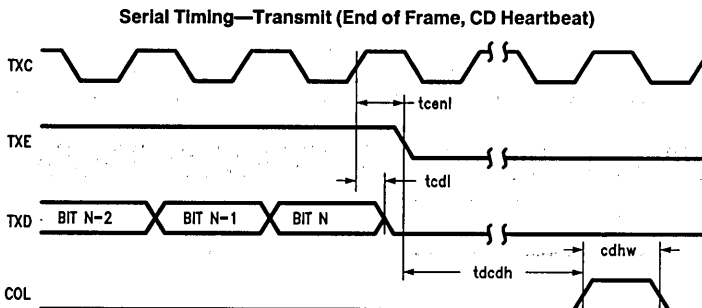 Serial Timing—Transmit (End of Frame, CD Heartbeat)
TXC
tcenl
TXE
tcdl
TXD
BIT N-2
BIT N-1
BIT N
cdhw
tdcdh
COL